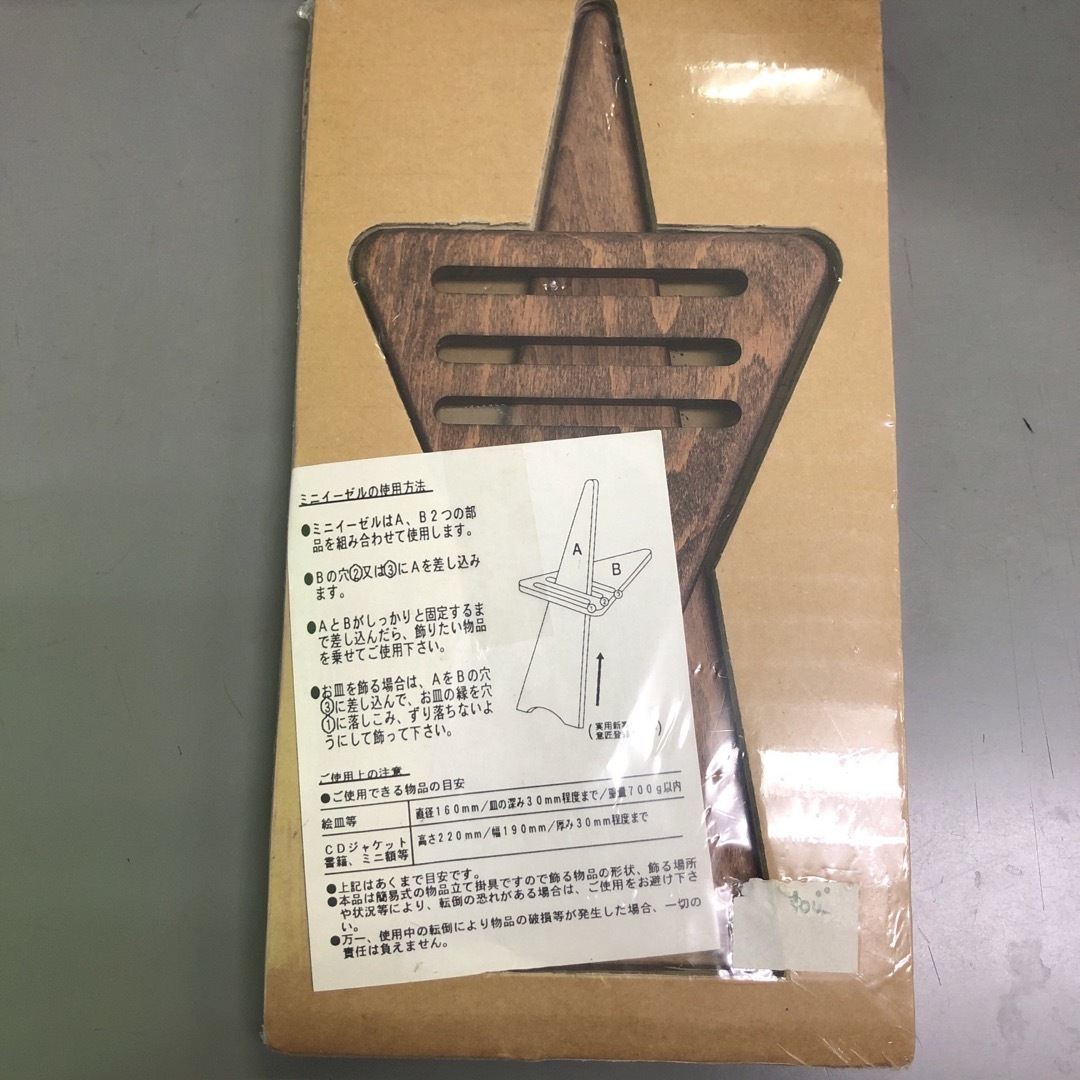 ミニイーゼルの使用方法
●ミニイーゼルはA、B2つの部
品を組み合わせて使用します。
●Bの穴②又は③にAを差し込み
ます。
●AとBがしっかりと固定するま
で差し込んだら、飾りたい物品
を乗せてご使用下さい。
●お皿を飾る場合は、AをBの穴
③に差し込んで、お皿の縁を穴
①に落しこみ、ずり落ちないよ
うにして飾って下さい。
A
B
①②③
(実用新
意匠登 )
ご使用上の注意
●ご使用できる物品の目安
絵皿等 直径160mm/皿の深み30mm程度まで/重量700g以内
CDジャケット
書籍、ミニ額等 高さ220mm/幅190mm/厚み30mm程度まで
●上記はあくまで目安です。
●本品は簡易式の物品立て掛具ですので飾る物品の形状、飾る場所
や状況等により、転倒の恐れがある場合は、ご使用をお避け下さ
い。
●万一、使用中の転倒により物品の破損等が発生した場合、一切の
責任は負えません。